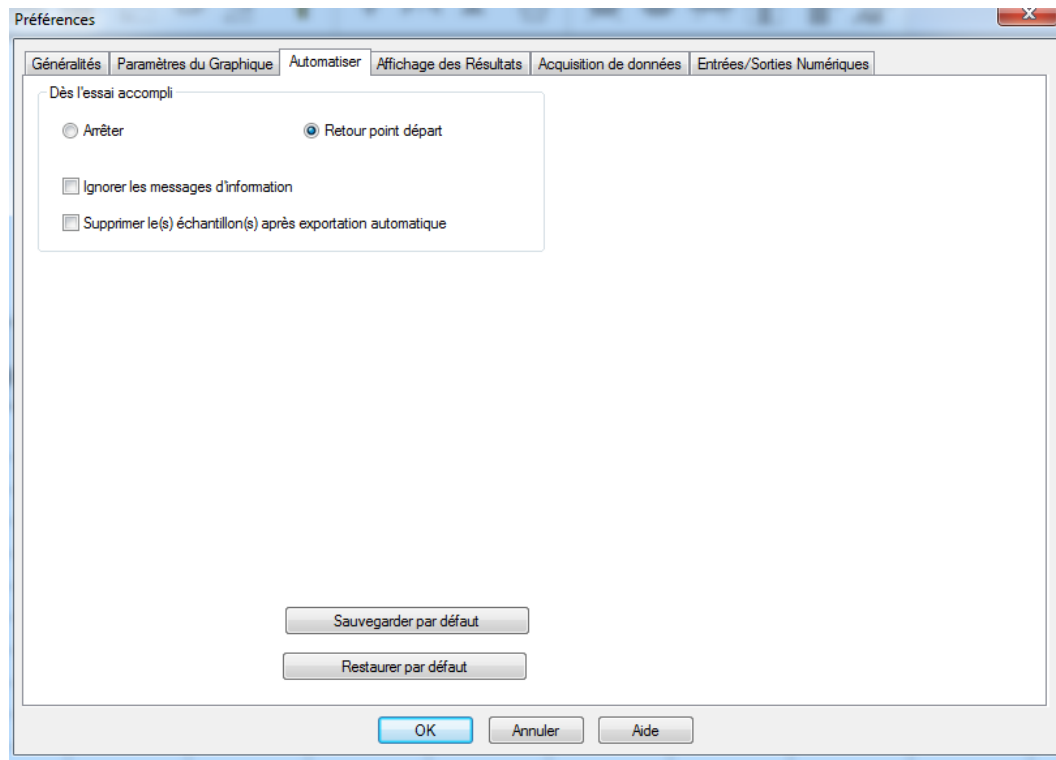 Préférences
Généralités Paramètres du Graphique Automatiser Affichage des Résultats Acquisition de données Entrées/Sorties Numériques
Dès l'essai accompli
Arrêter Retour point départ
Ignorer les messages d'information
Supprimer le(s) échantillon(s) après exportation automatique
Sauvegarder par défaut
Restaurer par défaut
OK Annuler Aide